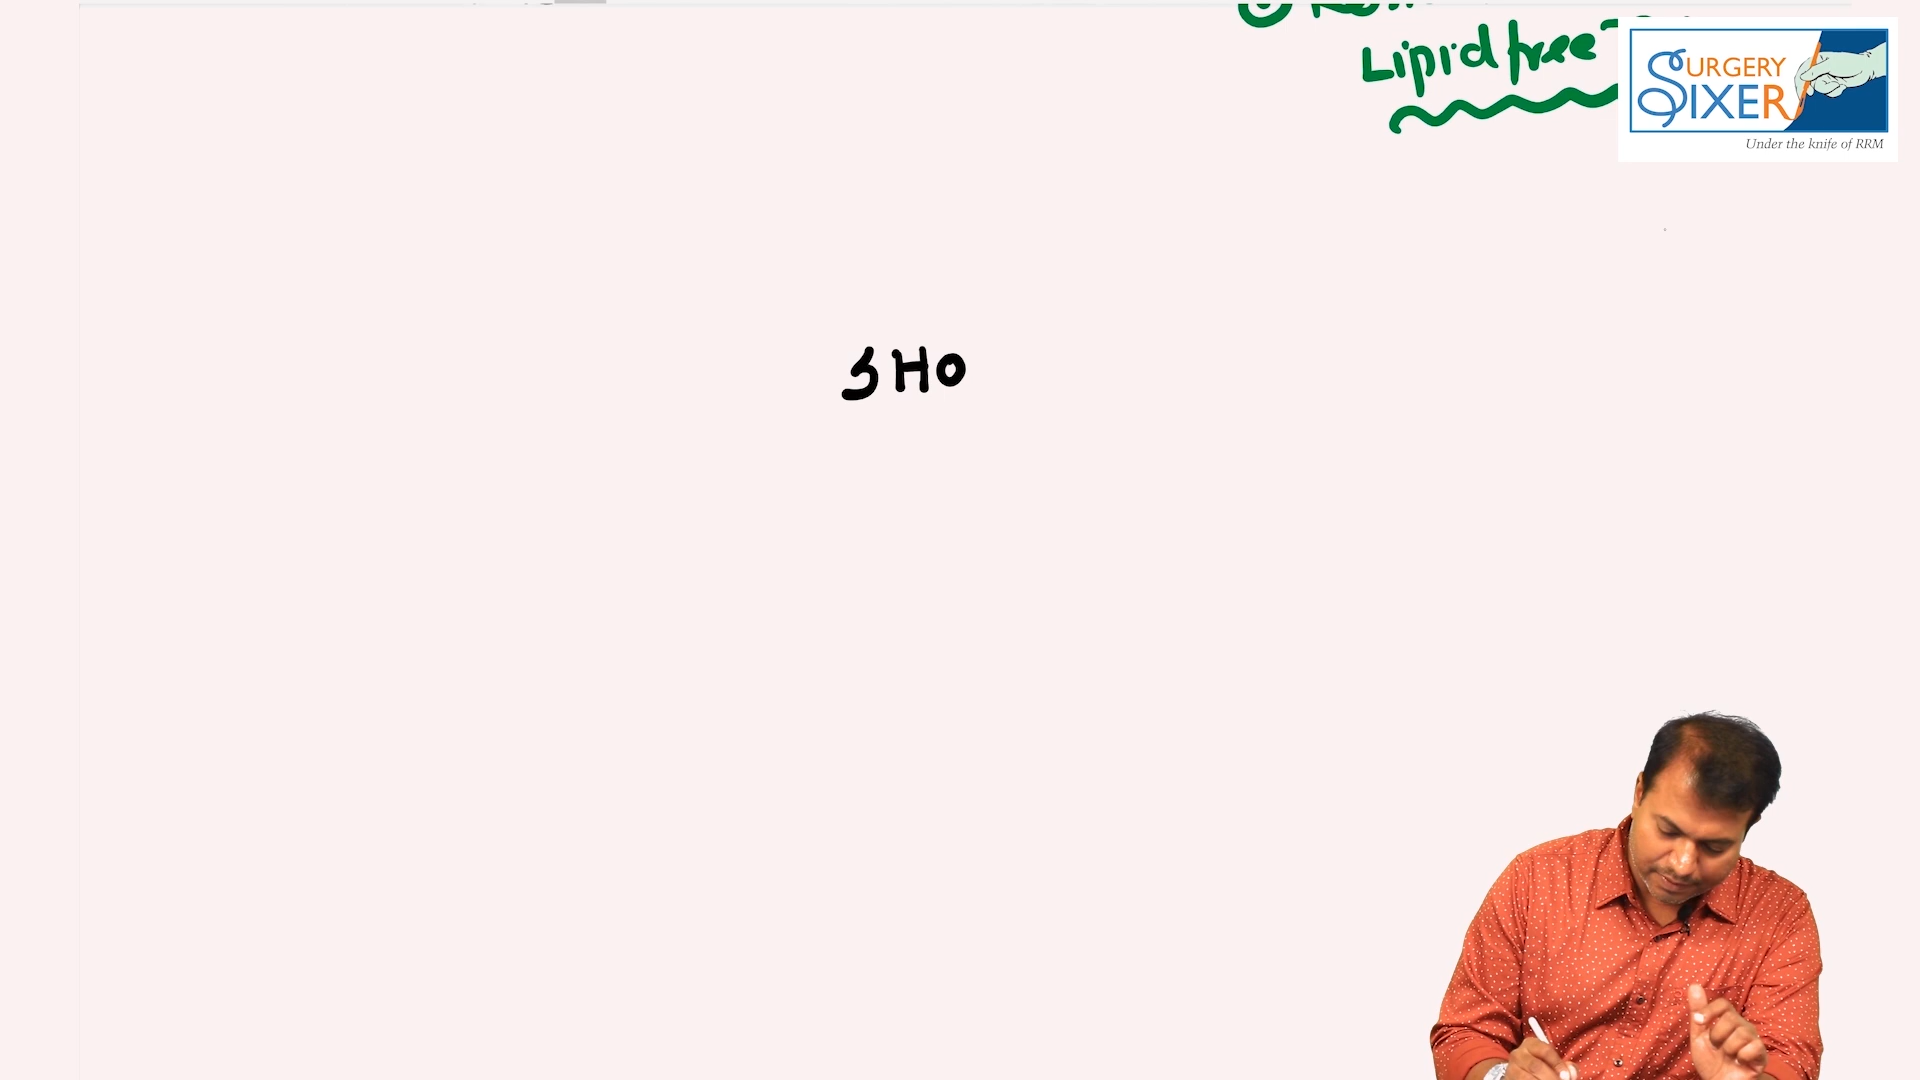 Lipid free
SURGERY
SIXER
Under the knife of RRM
SHO